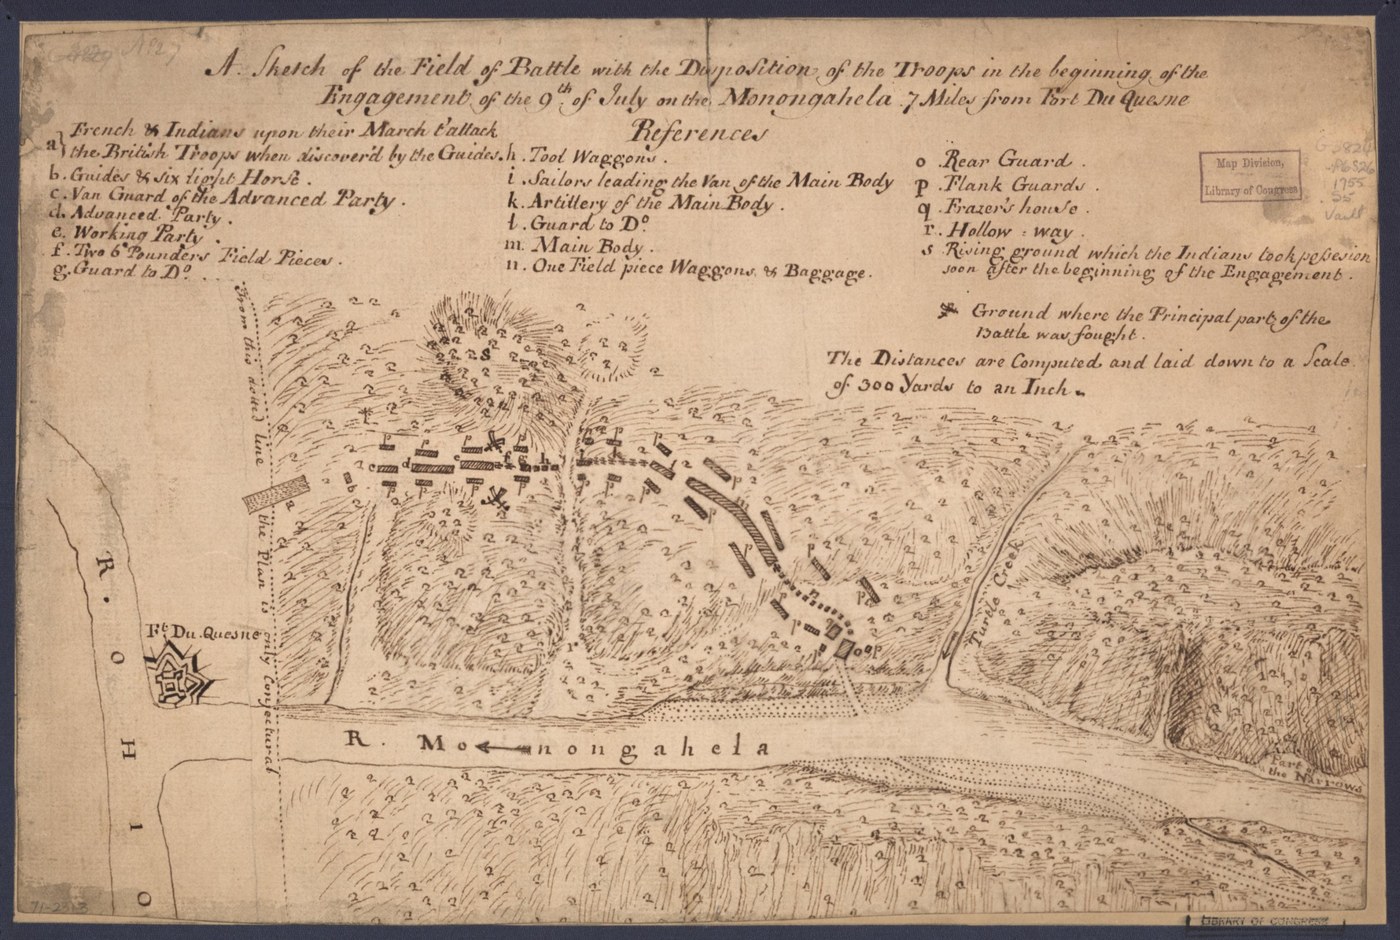 A Sketch of the Field of Battle with the Disposition of the Troops in the beginning of the
Engagement of the 9th of July on the Monongahela 7 Miles from Fort Du Quesne
References
a} French & Indians upon their March t'attack
the British Troops when discover'd by the Guides.
b. Guides & six light Horse.
c. Van Guard of the Advanced Party.
d. Advanced Party.
e. Working Party.
f. Two 6 Pounders Field Pieces.
g. Guard to Do.
h. Tool Waggons.
i. Sailors leading the Van of the Main Body
k. Artillery of the Main Body.
l. Guard to Do.
m. Main Body.
n. One Field piece Waggons & Baggage.
o Rear Guard.
p. Flank Guards.
q. Frazer's house.
r. Hollow-way.
s Rising ground which the Indians took possesion
soon after the beginning of the Engagement.
Ground where the Principal part of the
Battle was fought.
The Distances are Computed and laid down to a Scale
of 300 Yards to an Inch.
Map Division,
Library of Congress
1755
Vault
From this doted line the Plan is only Conjectural
R. OHIO
Ft. Du Quesne
R. Monongahela
Turtle Creek
Part of
the Narrows
LIBRARY OF CONGRESS